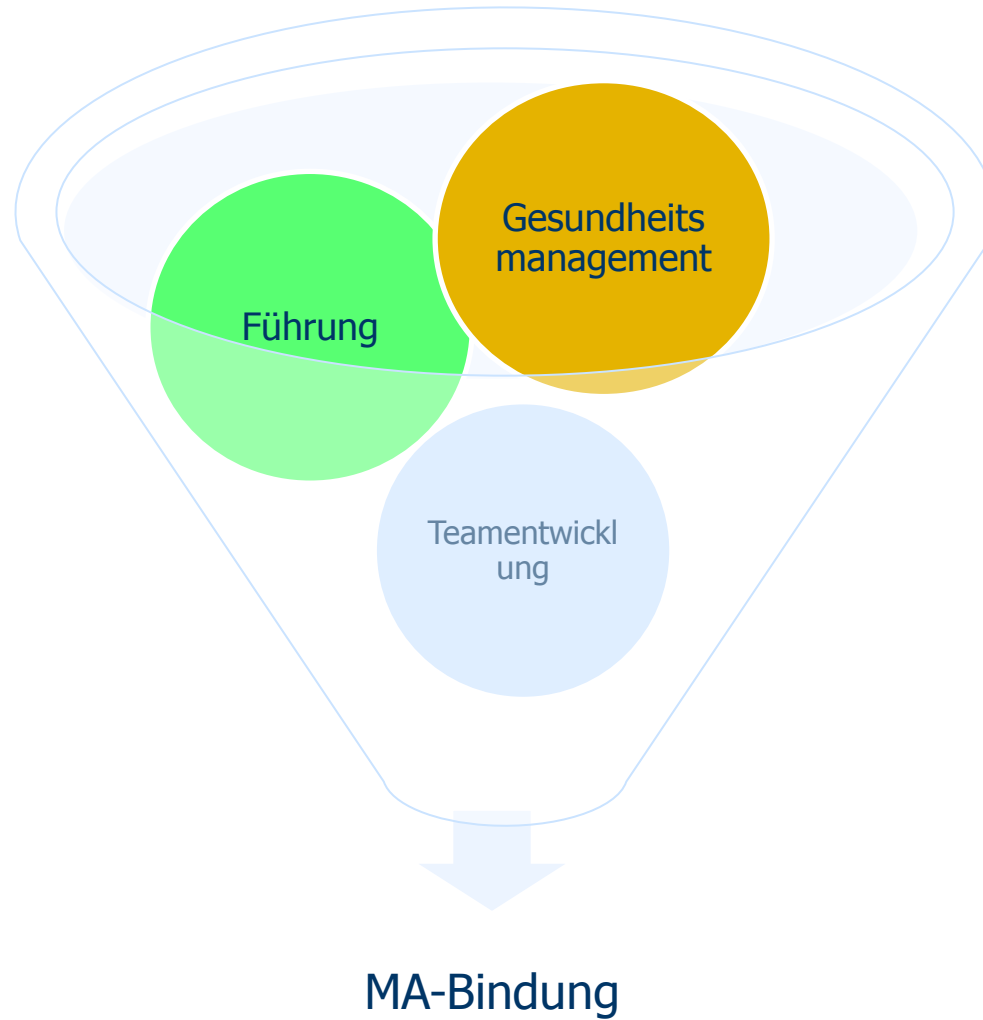 Gesundheits
management
Führung
Teamentwickl
ung
MA-Bindung